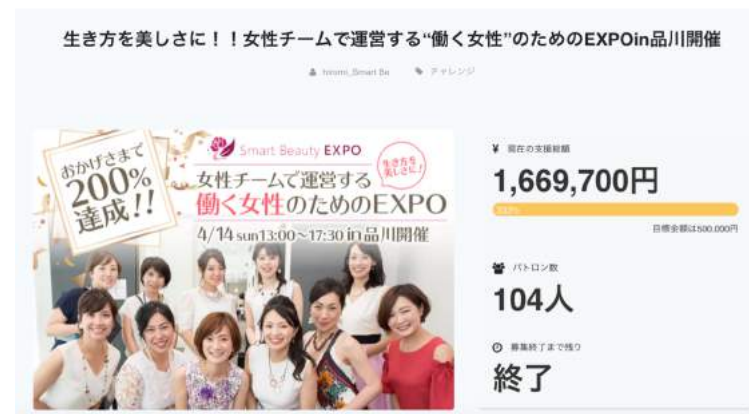 生き方を美しさに！！女性チームで運営する“働く女性”のためのEXPOin品川開催
hiromi_Smart Be
チャレンジ
おかげさまで
200%
達成!!
Smart Beauty EXPO
生き方を
美しさに!
女性チームで運営する
働く女性のためのEXPO
4/14 sun13:00~17:30 in 品川開催
¥ 現在の支援総額
1,669,700円
目標金額は500,000円
パトロン数
104人
募集終了まで残り
終了